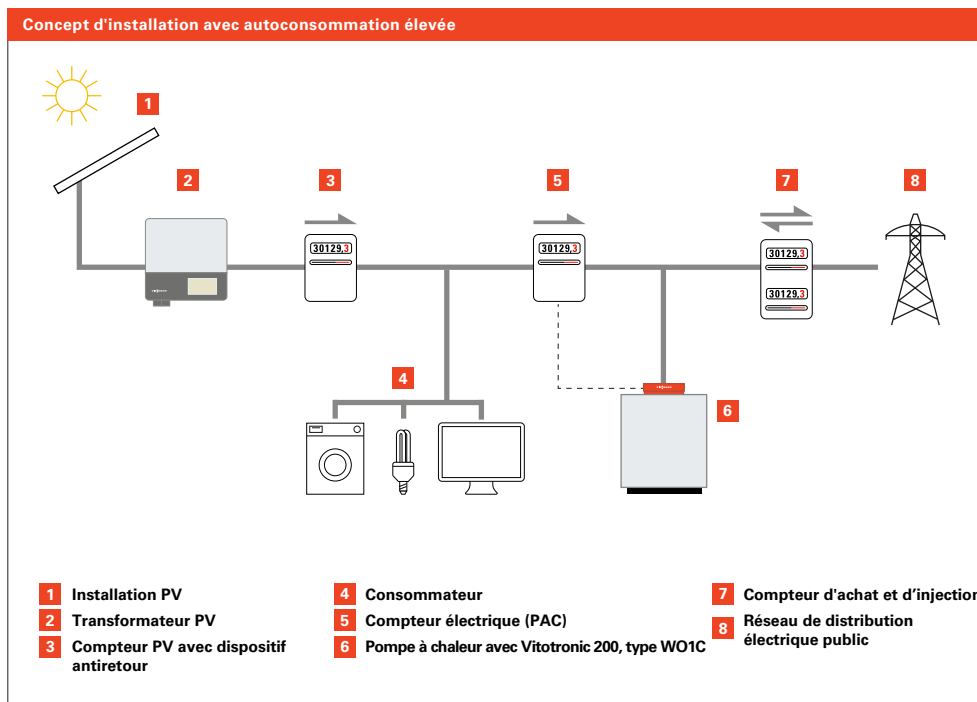 Concept d'installation avec autoconsommation élevée
1
2
3
5
7
8
30129,3
30129,3
30129,3
30129,3
4
6
1 Installation PV
2 Transformateur PV
3 Compteur PV avec dispositif
antiretour
4 Consommateur
5 Compteur électrique (PAC)
6 Pompe à chaleur avec Vitotronic 200, type WO1C
7 Compteur d'achat et d’injection
8 Réseau de distribution
électrique public